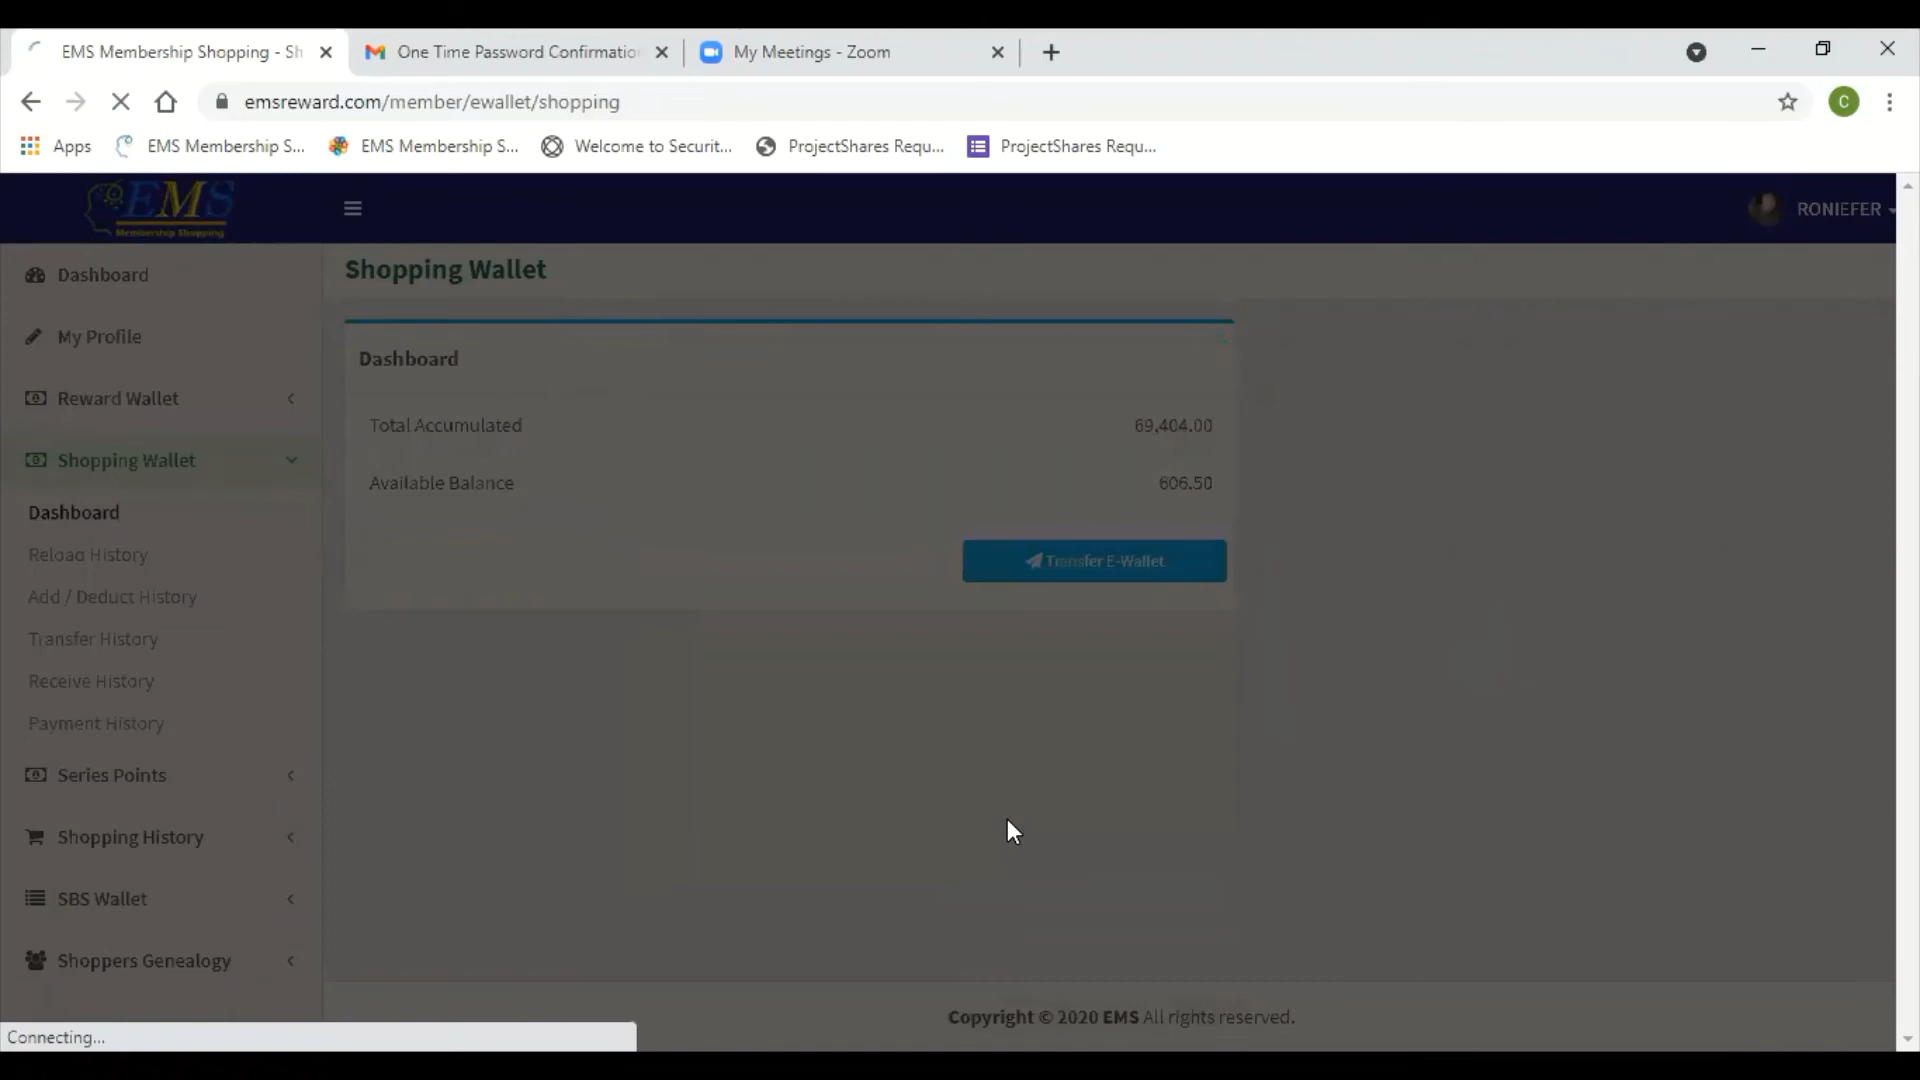 EMS Membership Shopping - Sh
One Time Password Confirmatio
My Meetings - Zoom
emsreward.com/member/ewallet/shopping
C
Apps
EMS Membership S...
EMS Membership S...
Welcome to Securit...
ProjectShares Requ...
ProjectShares Requ...
EMS
Membership Shopping
RONIEFER
Dashboard
My Profile
Reward Wallet
Shopping Wallet
Dashboard
Reload History
Add / Deduct History
Transfer History
Receive History
Payment History
Series Points
Shopping History
SBS Wallet
Shoppers Genealogy
Shopping Wallet
Dashboard
Total Accumulated 69,404.00
Available Balance 606.50
Transfer E-Wallet
Copyright © 2020 EMS All rights reserved.
Connecting...